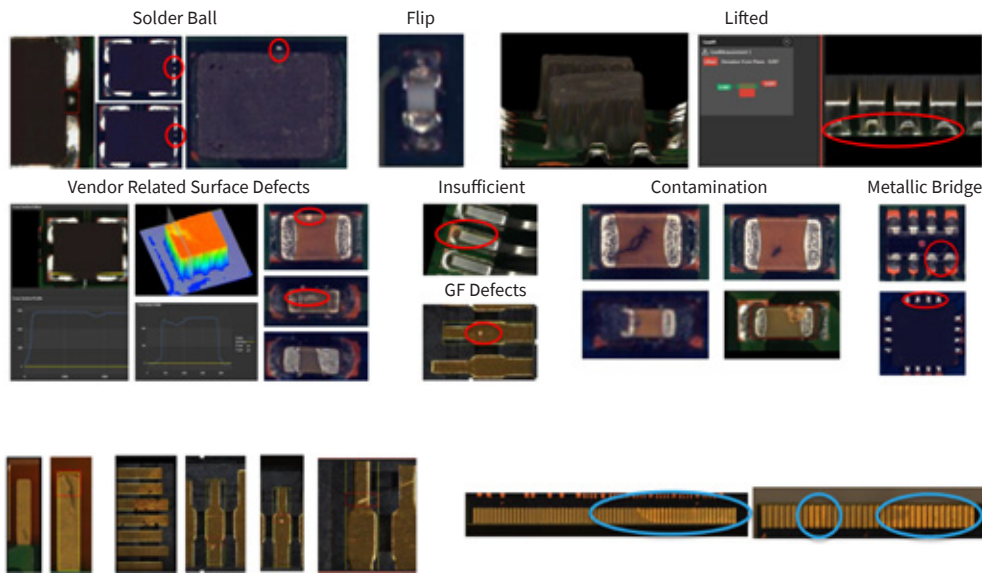 Solder Ball
Flip
Lifted
Vendor Related Surface Defects
Insufficient
Contamination
Metallic Bridge
GF Defects